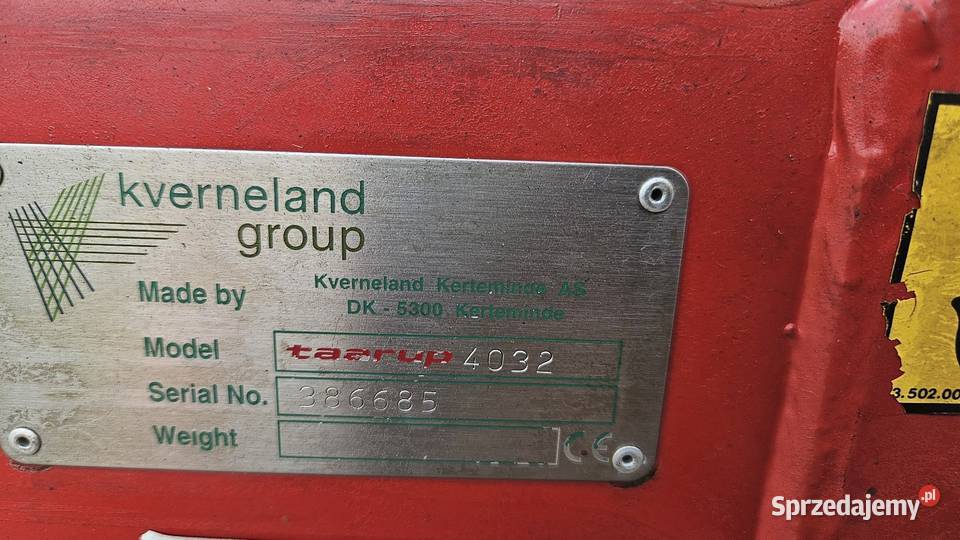 kverneland
group
Made by Kverneland Kerteminde AS
DK - 5300 Kerteminde
Model taarup 4032
Serial No. 386685
Weight CE
3.502.00
Sprzedajemy.pl